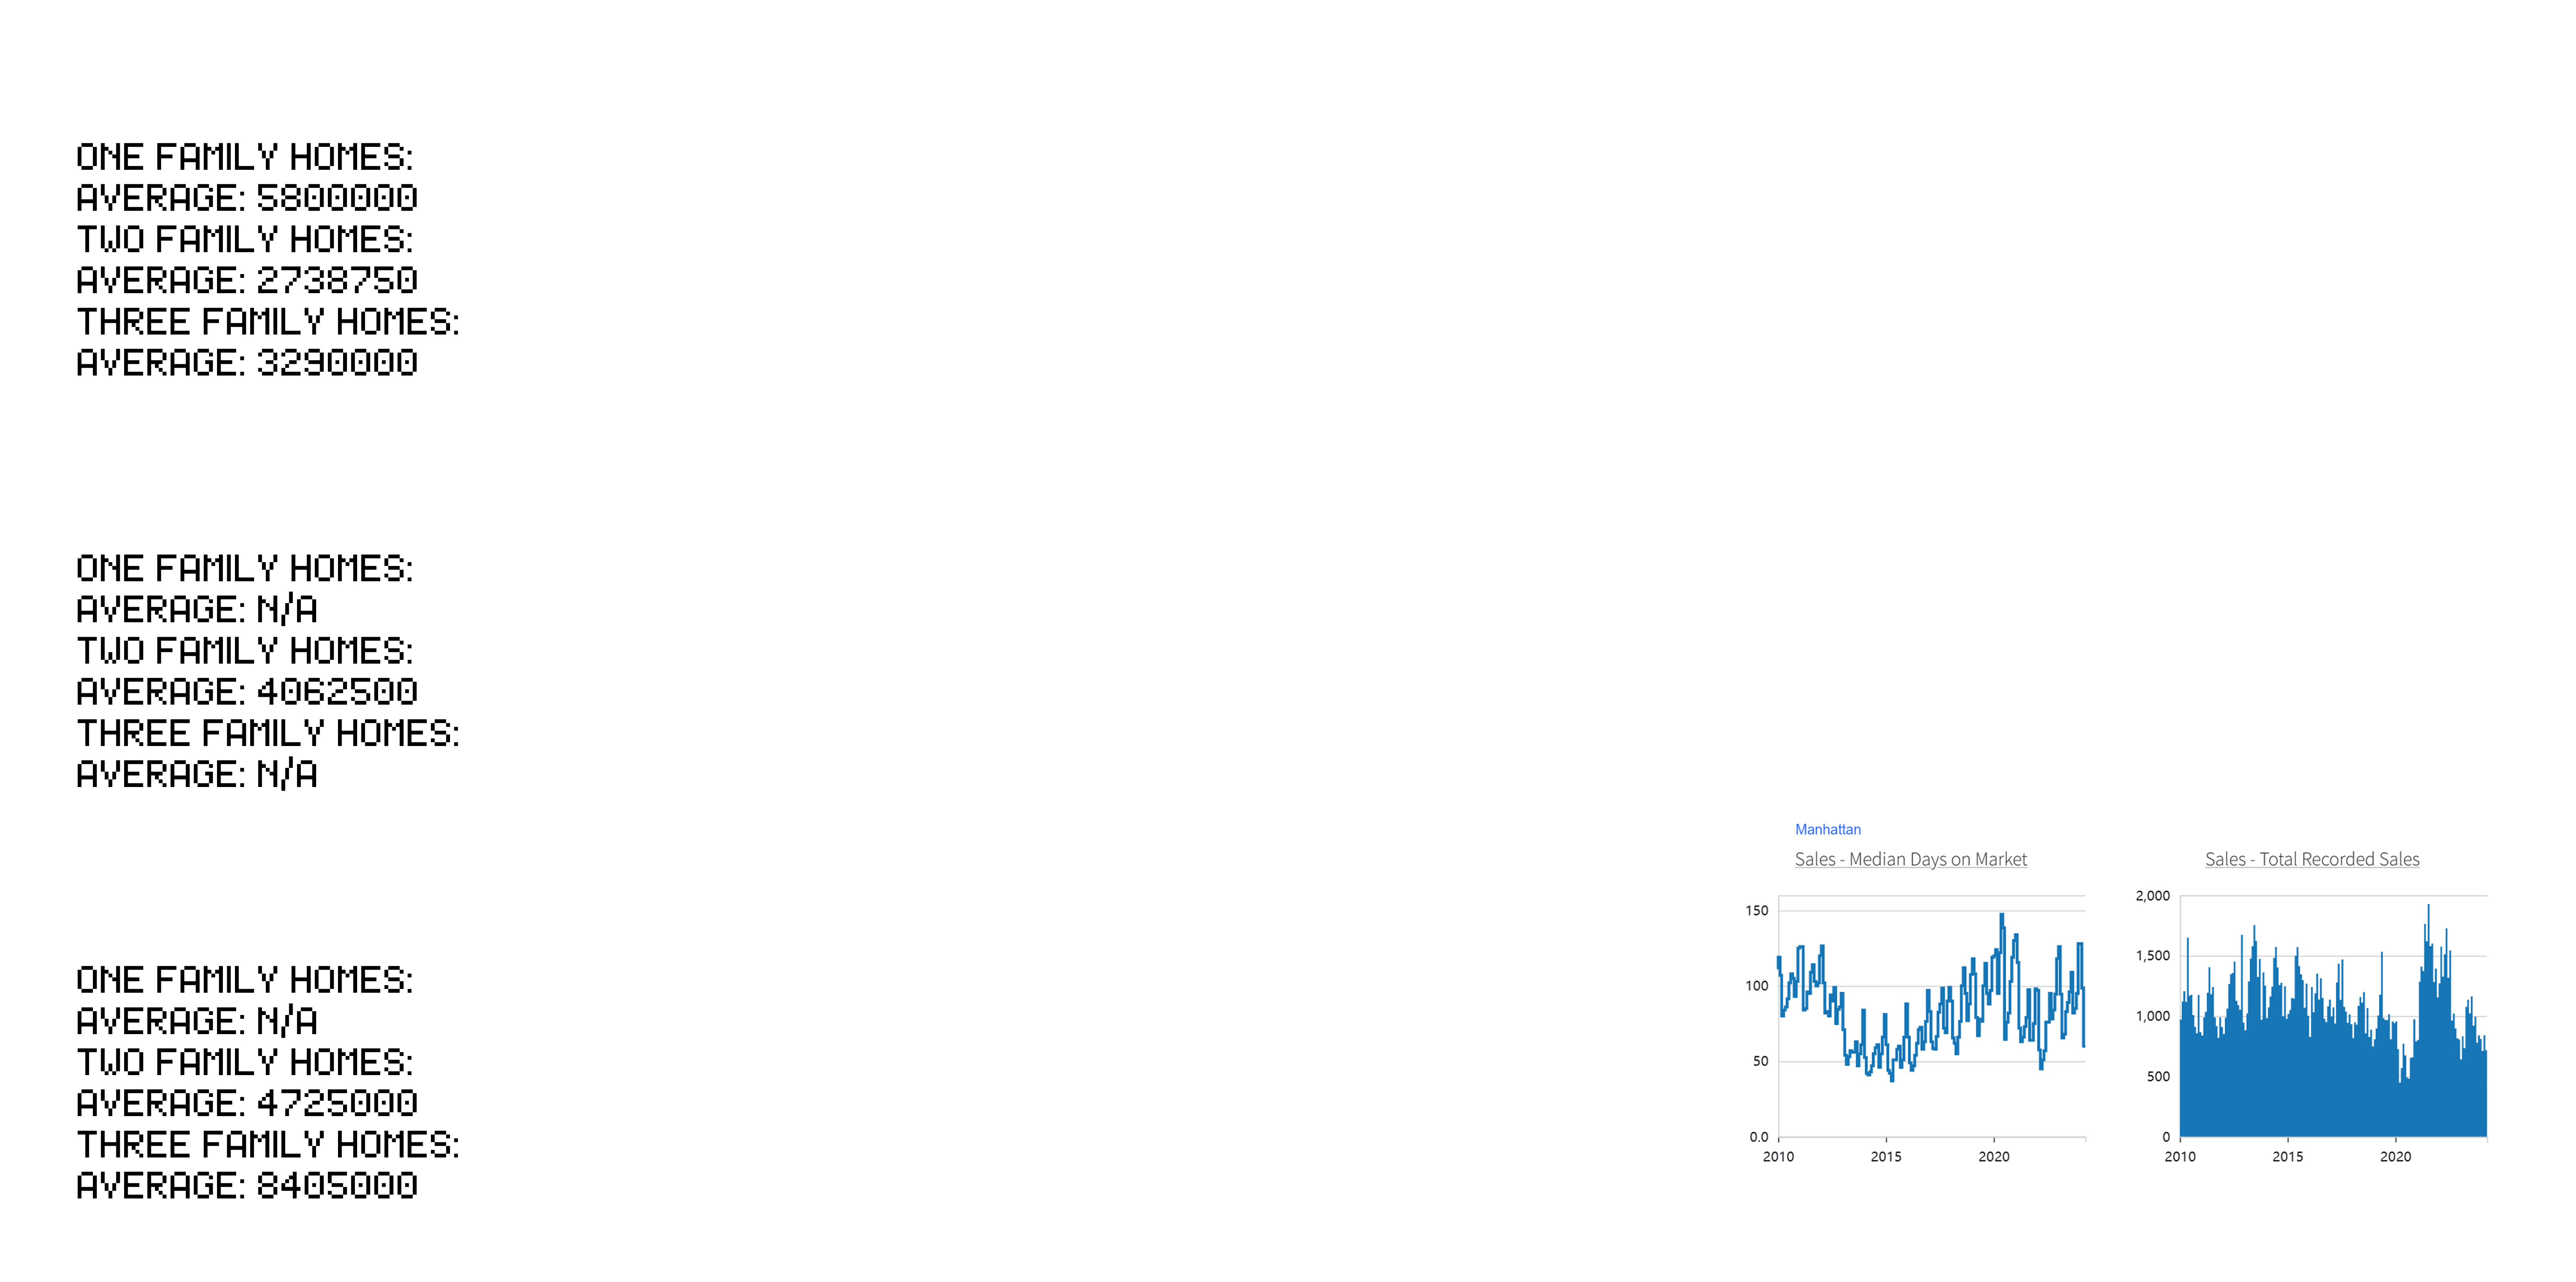 ONE FAMILY HOMES:
AVERAGE: 5800000
TWO FAMILY HOMES:
AVERAGE: 2738750
THREE FAMILY HOMES:
AVERAGE: 3290000
ONE FAMILY HOMES:
AVERAGE: N/A
TWO FAMILY HOMES:
AVERAGE: 4062500
THREE FAMILY HOMES:
AVERAGE: N/A
ONE FAMILY HOMES:
AVERAGE: N/A
TWO FAMILY HOMES:
AVERAGE: 4725000
THREE FAMILY HOMES:
AVERAGE: 8405000
Manhattan
Sales - Median Days on Market
150
100
50
0.0
2010 2015 2020
Sales - Total Recorded Sales
2,000
1,500
1,000
500
0
2010 2015 2020